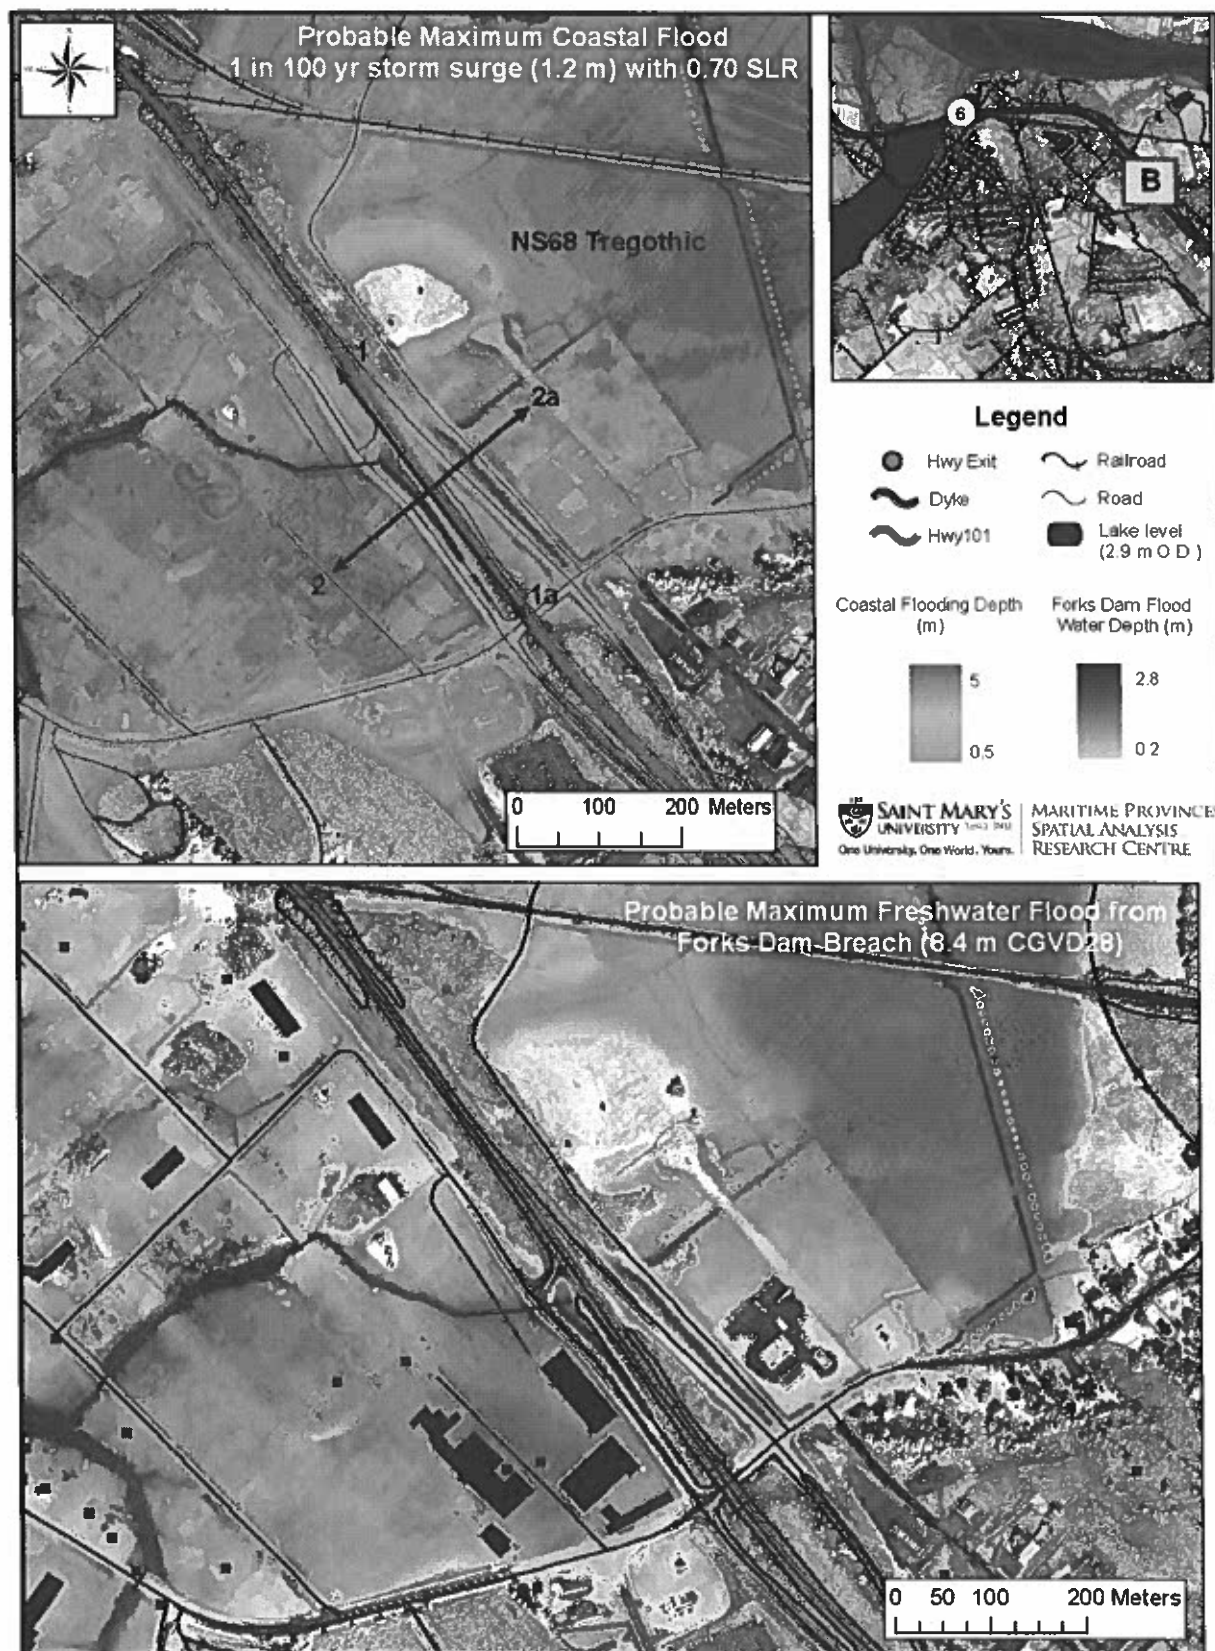 Probable Maximum Coastal Flood
1 in 100 yr storm surge (1.2 m) with 0.70 SLR
NS68 Tregothic
1
2a
2
1a
0 100 200 Meters
6
B
Legend
Hwy Exit
Railroad
Dyke
Road
Hwy101
Lake level
(2.9 m O D )
Coastal Flooding Depth
(m)
Forks Dam Flood
Water Depth (m)
5
0.5
2.8
0 2
SAINT MARY'S
UNIVERSITY
One University. One World. Yours.
MARITIME PROVINCE
SPATIAL ANALYSIS
RESEARCH CENTRE
Probable Maximum Freshwater Flood from
Forks Dam Breach (8.4 m CGVD28)
0 50 100 200 Meters